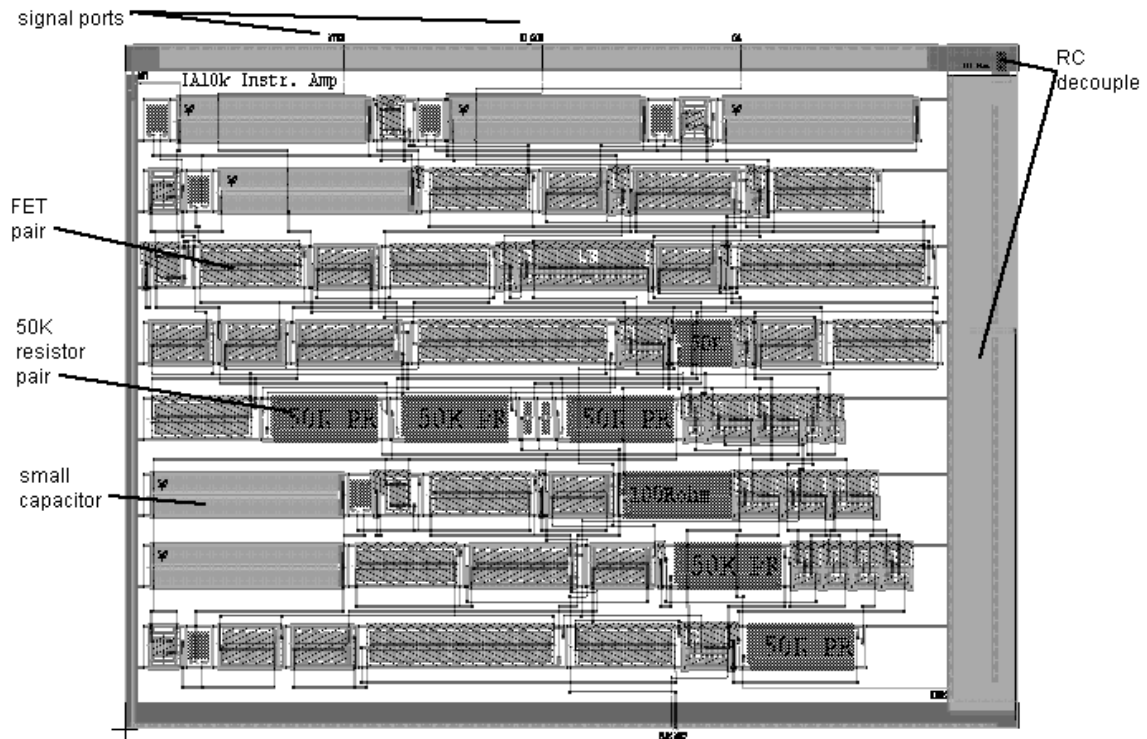 signal ports
RC
decouple
IA10k Instr. Amp
FET
pair
50K
resistor
pair
50K PR
50K PR
50K PR
small
capacitor
100Kohm
50K PR
50K PR